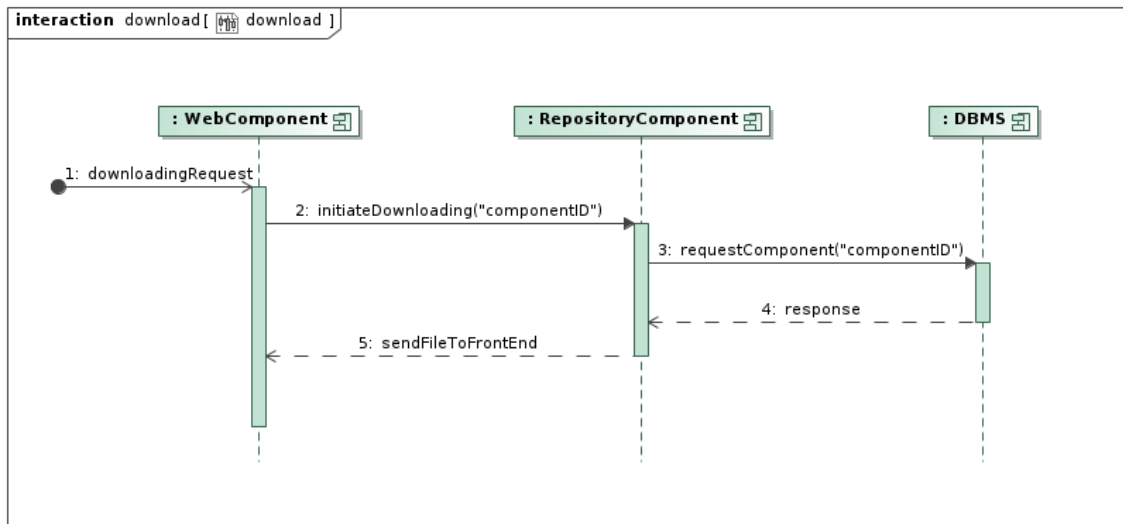 interaction download[ download ]
: WebComponent
: RepositoryComponent
: DBMS
1: downloadingRequest
2: initiateDownloading("componentID")
3: requestComponent("componentID")
4: response
5: sendFileToFrontEnd